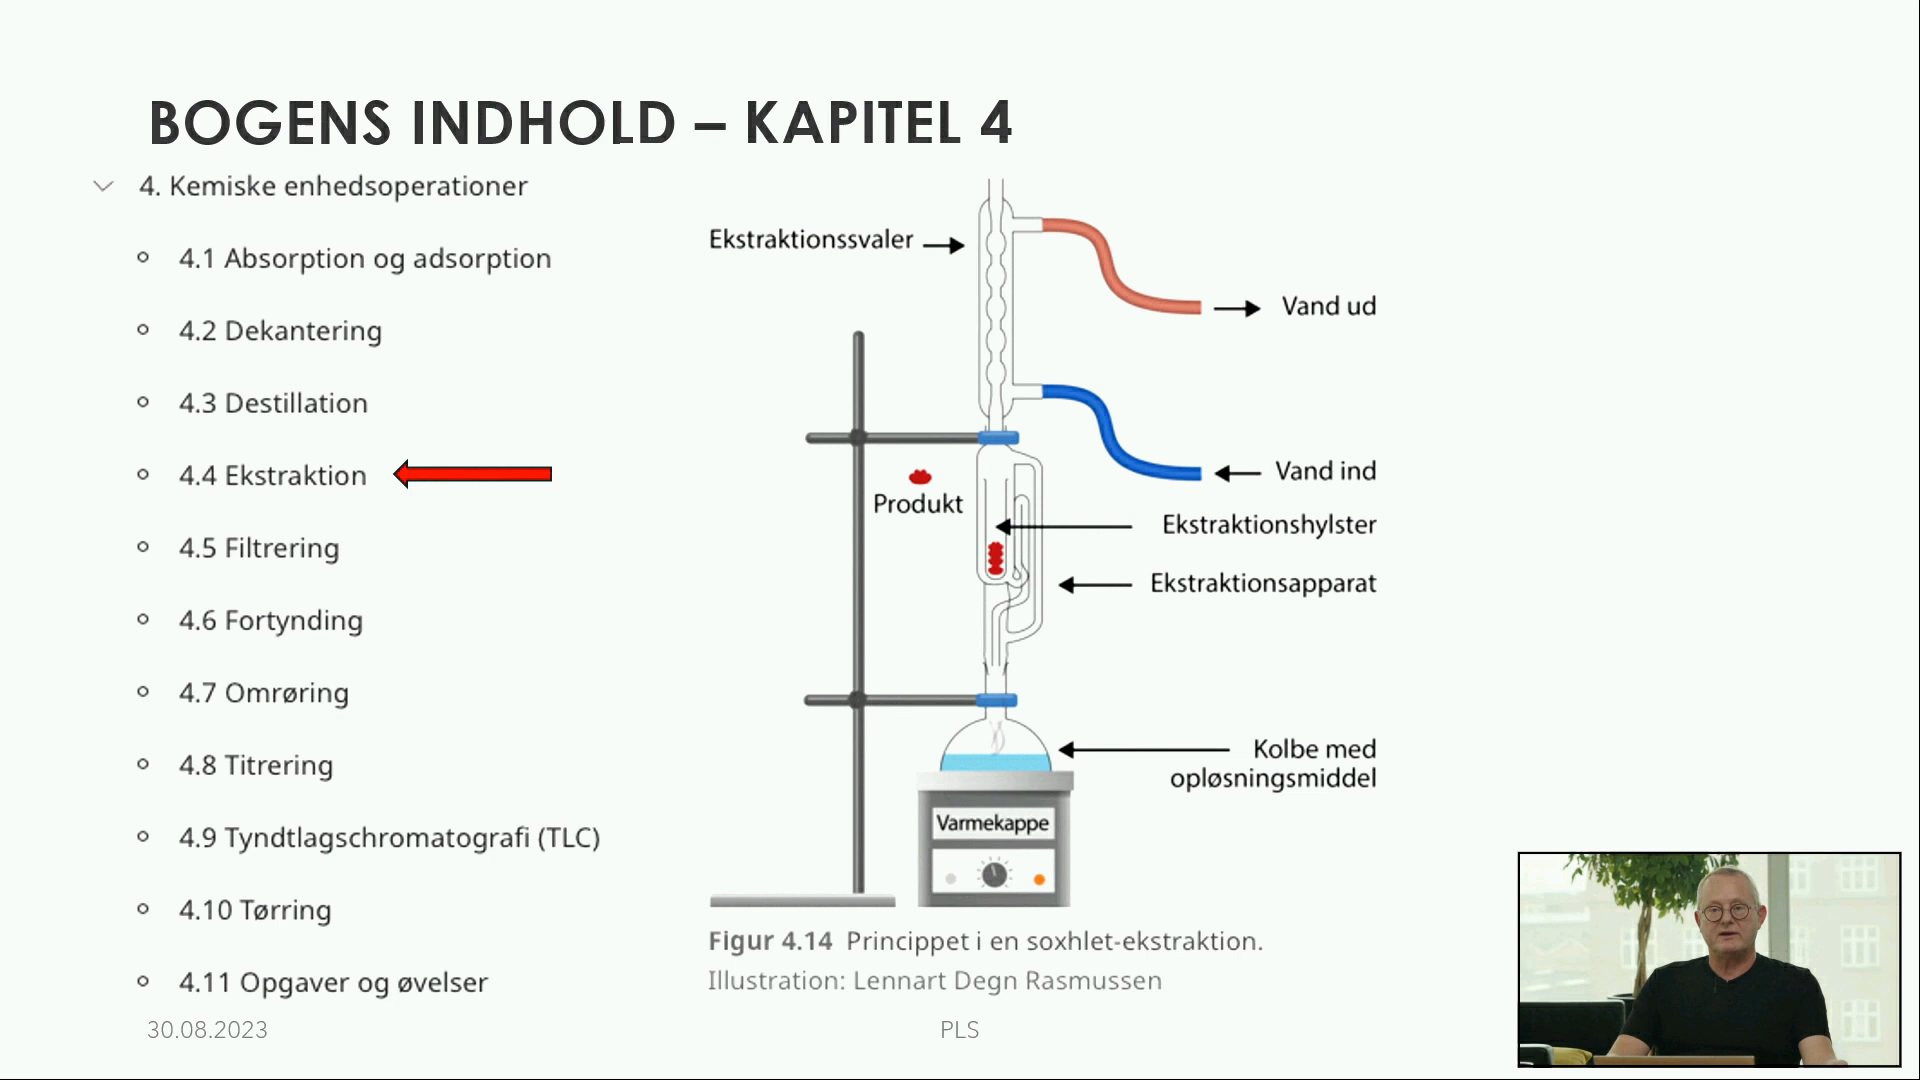 BOGENS INDHOLD – KAPITEL 4
4. Kemiske enhedsoperationer
4.1 Absorption og adsorption
4.2 Dekantering
4.3 Destillation
4.4 Ekstraktion
4.5 Filtrering
4.6 Fortynding
4.7 Omrøring
4.8 Titrering
4.9 Tyndtlagschromatografi (TLC)
4.10 Tørring
4.11 Opgaver og øvelser
Ekstraktionssvaler
Vand ud
Vand ind
Produkt
Ekstraktionshylster
Ekstraktionsapparat
Kolbe med
opløsningsmiddel
Varmekappe
Figur 4.14 Princippet i en soxhlet-ekstraktion.
Illustration: Lennart Degn Rasmussen
30.08.2023
PLS